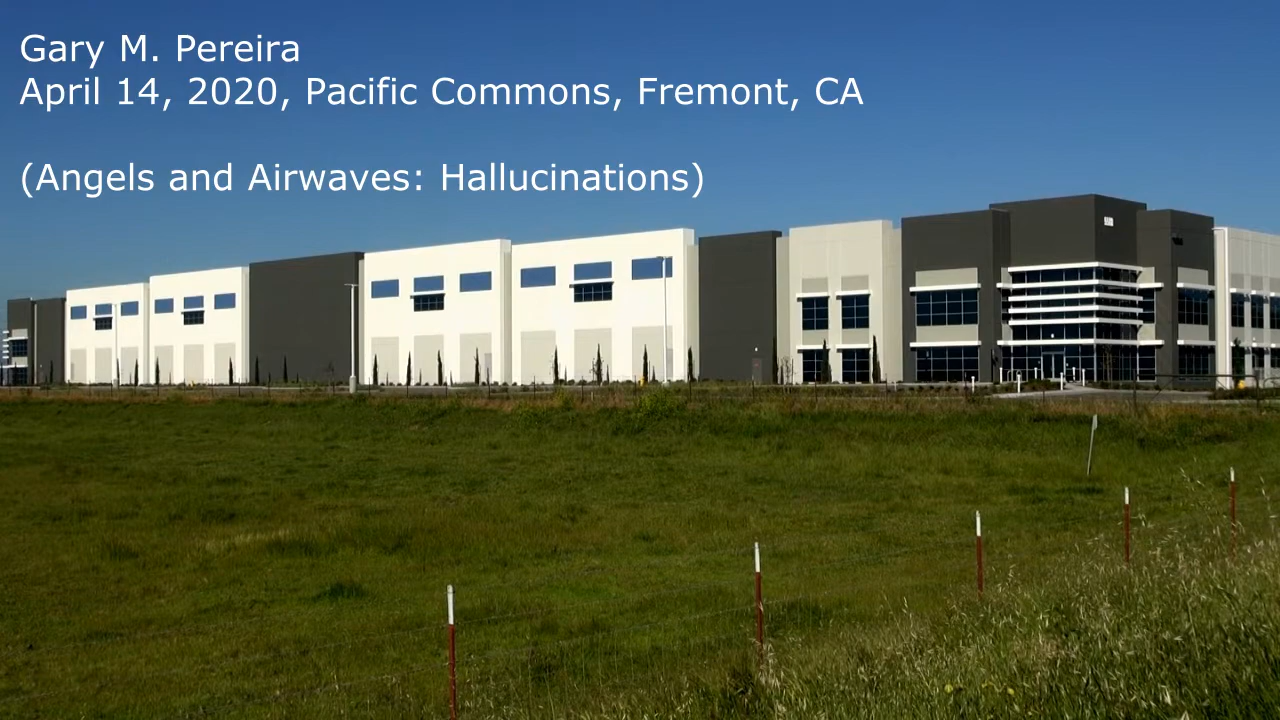 Gary M. Pereira
April 14, 2020, Pacific Commons, Fremont, CA
(Angels and Airwaves: Hallucinations)